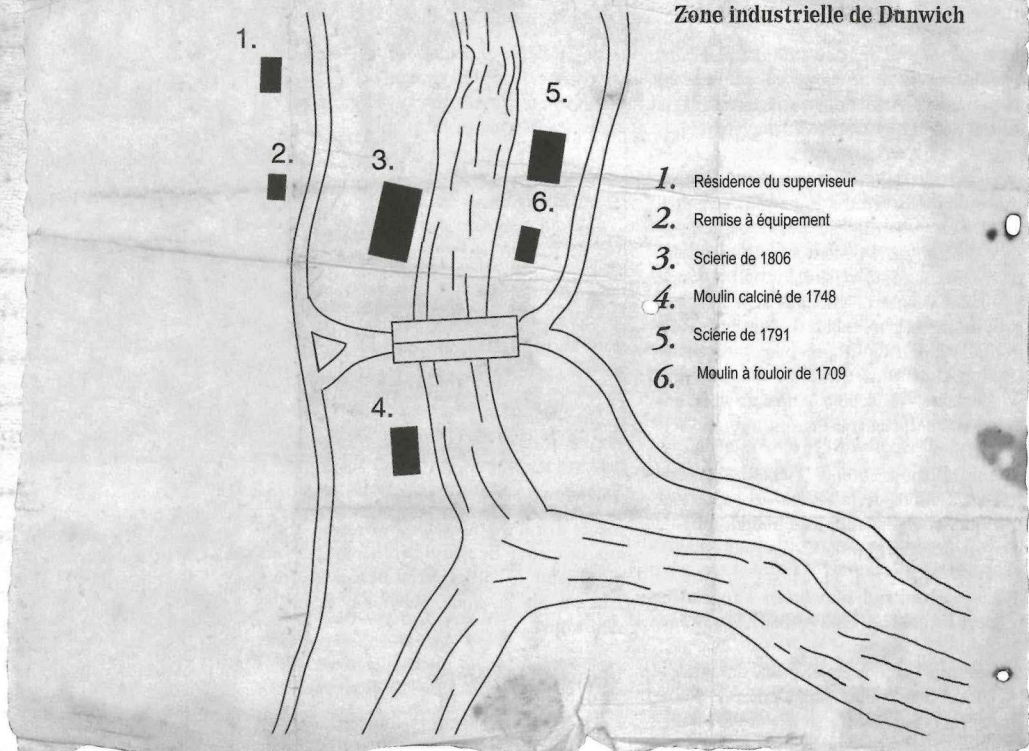 Zone industrielle de Dunwich
1.
2.
3.
5.
6.
4.
1. Résidence du superviseur
2. Remise à équipement
3. Scierie de 1806
4. Moulin calciné de 1748
5. Scierie de 1791
6. Moulin à fouloir de 1709